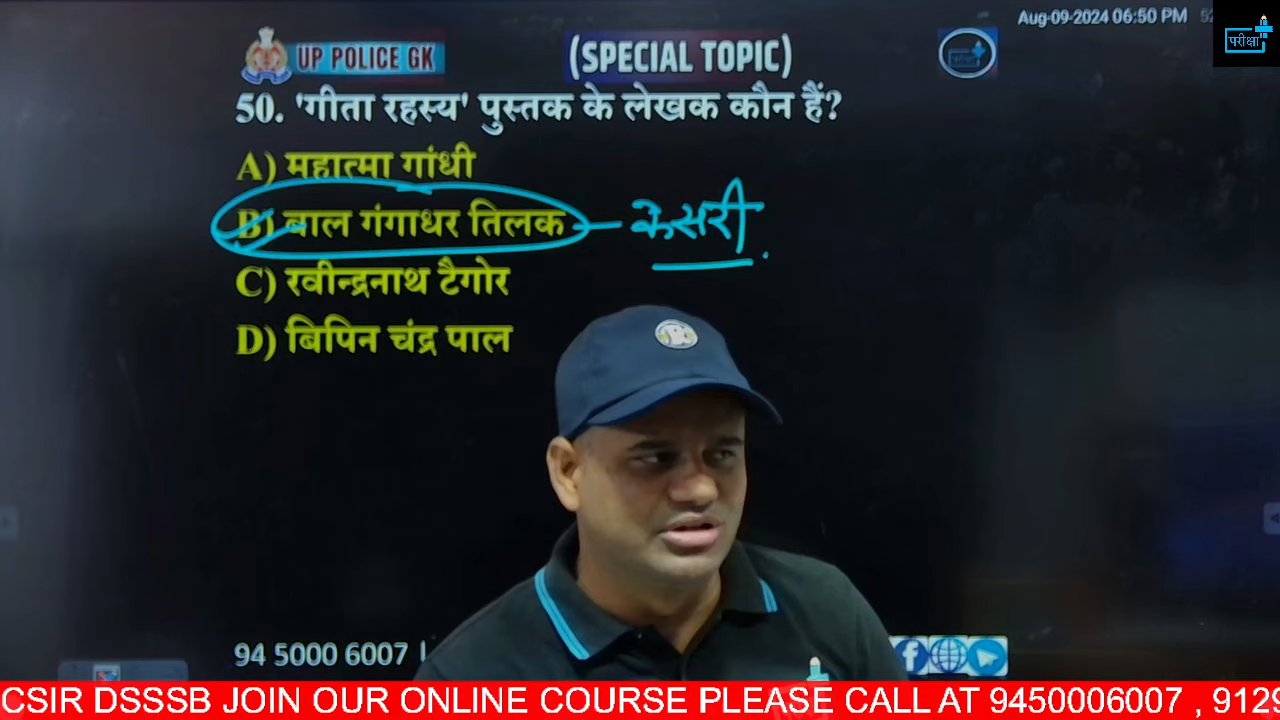 Aug-09-2024 06:50 PM
परीक्षा
UP POLICE GK
(SPECIAL TOPIC)
50. 'गीता रहस्य' पुस्तक के लेखक कौन हैं?
A) महात्मा गांधी
B) बाल गंगाधर तिलक – केसरी
C) रवीन्द्रनाथ टैगोर
D) बिपिन चंद्र पाल
94 5000 6007 |
CSIR DSSSB JOIN OUR ONLINE COURSE PLEASE CALL AT 9450006007 , 9129